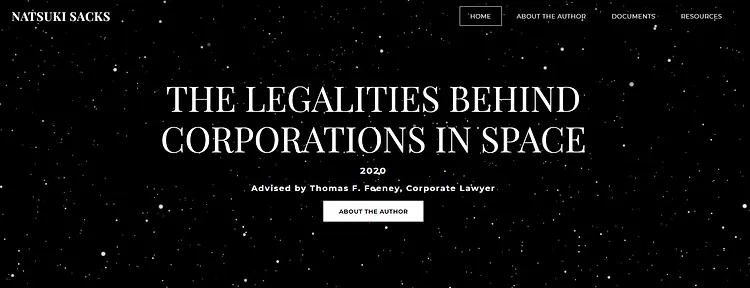 NATSUKI SACKS
HOME ABOUT THE AUTHOR DOCUMENTS RESOURCES
THE LEGALITIES BEHIND
CORPORATIONS IN SPACE
2020
Advised by Thomas F. Feeney, Corporate Lawyer
ABOUT THE AUTHOR